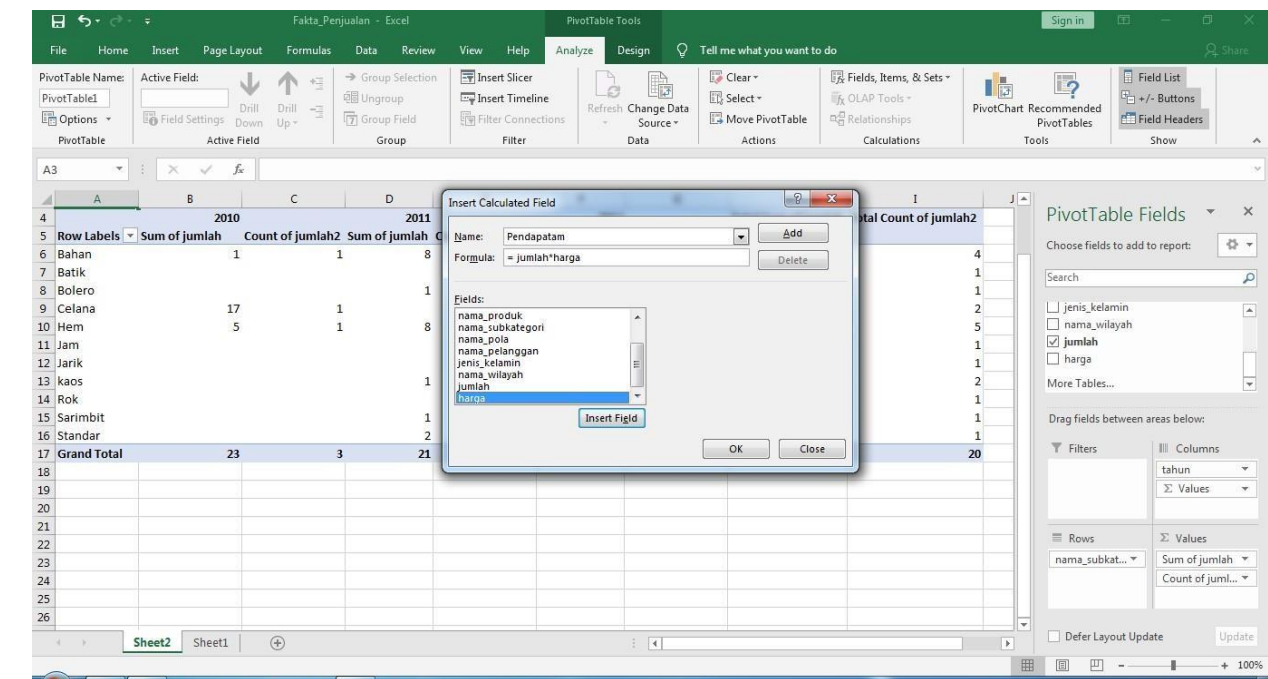 Fakta_Penjualan - Excel
PivotTable Tools
Sign in
File Home Insert Page Layout Formulas Data Review View Help Analyze Design Tell me what you want to do Share
PivotTable Name:
PivotTable1
Options
PivotTable
Active Field:
Field Settings
Drill Down
Drill Up
Active Field
Group Selection
Ungroup
Group Field
Group
Insert Slicer
Insert Timeline
Filter Connections
Filter
Refresh
Change Data Source
Data
Clear
Select
Move PivotTable
Actions
Fields, Items, & Sets
OLAP Tools
Relationships
Calculations
PivotChart
Recommended PivotTables
Tools
Field List
+/- Buttons
Field Headers
Show
A3
fx
A B C D I J
4 2010 2011
5 Row Labels Sum of jumlah Count of jumlah2 Sum of jumlah tal Count of jumlah2
6 Bahan 1 1 8 4
7 Batik 1
8 Bolero 1 1
9 Celana 17 1 2
10 Hem 5 1 8 5
11 Jam 1
12 Jarik 1
13 kaos 1 2
14 Rok 1
15 Sarimbit 1 1
16 Standar 2 1
17 Grand Total 23 3 21 20
18
19
20
21
22
23
24
25
26
Insert Calculated Field
Name: Pendapatam
Add
Formula: = jumlah*harga
Delete
Fields:
nama_produk
nama_subkategori
nama_pola
nama_pelanggan
jenis_kelamin
nama_wilayah
jumlah
harga
Insert Field
OK
Close
PivotTable Fields
Choose fields to add to report:
Search
jenis_kelamin
nama_wilayah
jumlah
harga
More Tables...
Drag fields between areas below:
Filters
Columns
tahun
Σ Values
Rows
Σ Values
nama_subkat...
Sum of jumlah
Count of juml...
Defer Layout Update
Update
Sheet2 Sheet1
100%